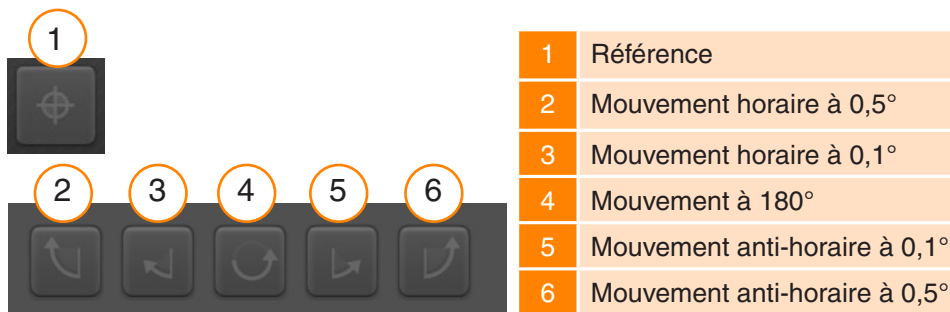 1
2 3 4 5 6
1 Référence
2 Mouvement horaire à 0,5°
3 Mouvement horaire à 0,1°
4 Mouvement à 180°
5 Mouvement anti-horaire à 0,1°
6 Mouvement anti-horaire à 0,5°